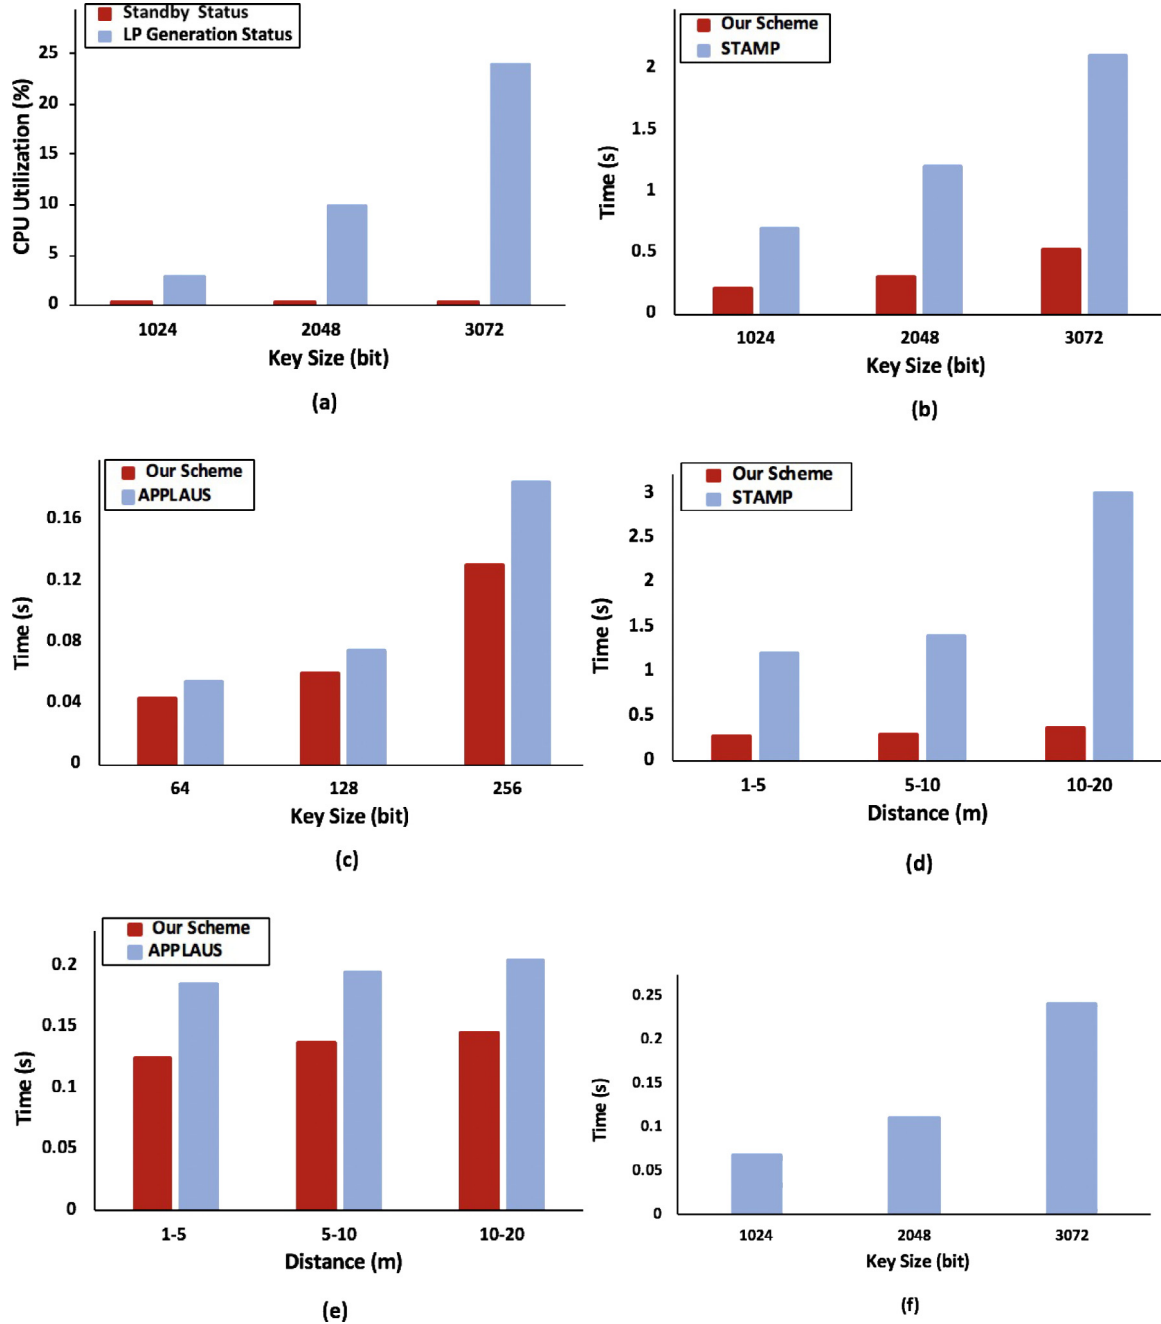 Standby Status
LP Generation Status
25
20
15
10
5
0
CPU Utilization (%)
1024 2048 3072
Key Size (bit)
(a)
Our Scheme
STAMP
2
1.5
1
0.5
0
Time (s)
1024 2048 3072
Key Size (bit)
(b)
Our Scheme
APPLAUS
0.16
0.12
0.08
0.04
0
Time (s)
64 128 256
Key Size (bit)
(c)
Our Scheme
STAMP
3
2.5
2
1.5
1
0.5
0
Time (s)
1-5 5-10 10-20
Distance (m)
(d)
Our Scheme
APPLAUS
0.2
0.15
0.1
0.05
0
Time (s)
1-5 5-10 10-20
Distance (m)
(e)
0.25
0.2
0.15
0.1
0.05
0
Time (s)
1024 2048 3072
Key Size (bit)
(f)